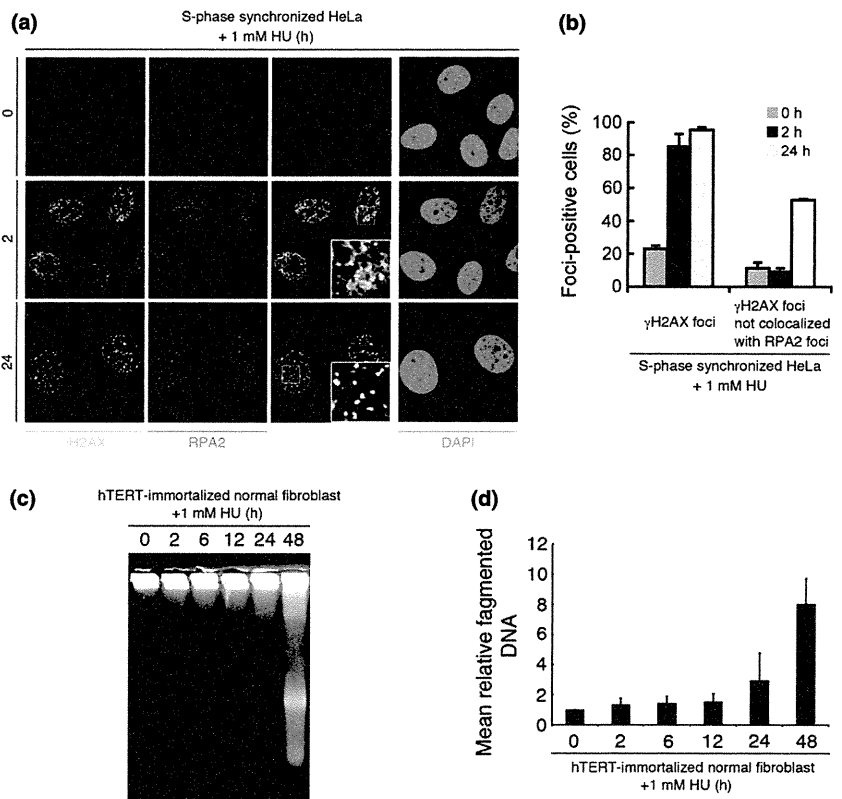 (a)
S-phase synchronized HeLa
+ 1 mM HU (h)
0
2
24
H2AX
RPA2
DAPI
(b)
Foci-positive cells (%)
100
80
60
40
20
0
0 h
2 h
24 h
γH2AX foci
γH2AX foci
not colocalized
with RPA2 foci
S-phase synchronized HeLa
+ 1 mM HU
(c)
hTERT-immortalized normal fibroblast
+1 mM HU (h)
0 2 6 12 24 48
(d)
Mean relative fagmented
DNA
12
10
8
6
4
2
0
0 2 6 12 24 48
hTERT-immortalized normal fibroblast
+1 mM HU (h)